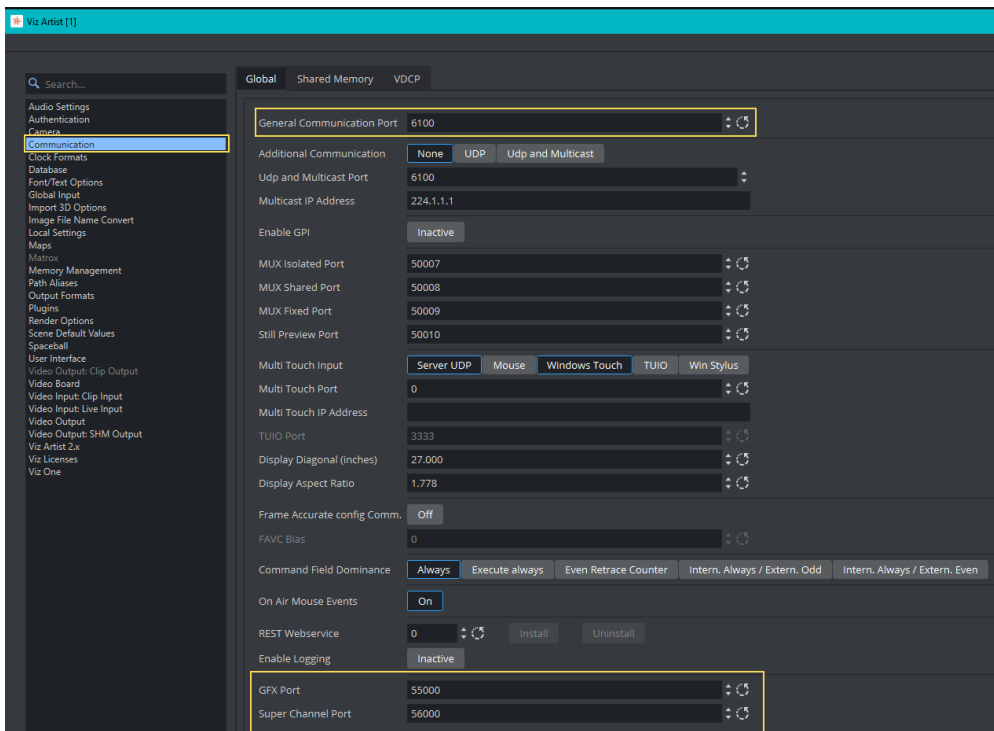 Viz Artist [1]
Search...
Audio Settings
Authentication
Camera
Communication
Clock Formats
Database
Font/Text Options
Global Input
Import 3D Options
Image File Name Convert
Local Settings
Maps
Matrox
Memory Management
Path Aliases
Output Formats
Plugins
Render Options
Scene Default Values
Spaceball
User Interface
Video Output: Clip Output
Video Board
Video Input: Clip Input
Video Input: Live Input
Video Output
Video Output: SHM Output
Viz Artist 2.x
Viz Licenses
Viz One
Global Shared Memory VDCP
General Communication Port 6100
Additional Communication None UDP Udp and Multicast
Udp and Multicast Port 6100
Multicast IP Address 224.1.1.1
Enable GPI Inactive
MUX Isolated Port 50007
MUX Shared Port 50008
MUX Fixed Port 50009
Still Preview Port 50010
Multi Touch Input Server UDP Mouse Windows Touch TUIO Win Stylus
Multi Touch Port 0
Multi Touch IP Address
TUIO Port 3333
Display Diagonal (inches) 27.000
Display Aspect Ratio 1.778
Frame Accurate config Comm. Off
FAVC Bias 0
Command Field Dominance Always Execute always Even Retrace Counter Intern. Always / Extern. Odd Intern. Always / Extern. Even
On Air Mouse Events On
REST Webservice 0 Install Uninstall
Enable Logging Inactive
GFX Port 55000
Super Channel Port 56000